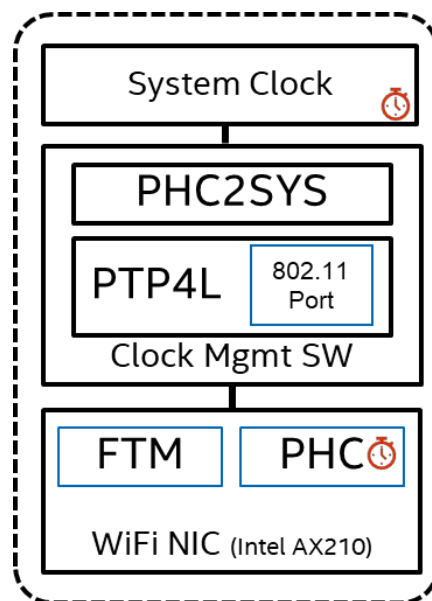 System Clock
PHC2SYS
PTP4L
802.11
Port
Clock Mgmt SW
FTM
PHC
WiFi NIC (Intel AX210)